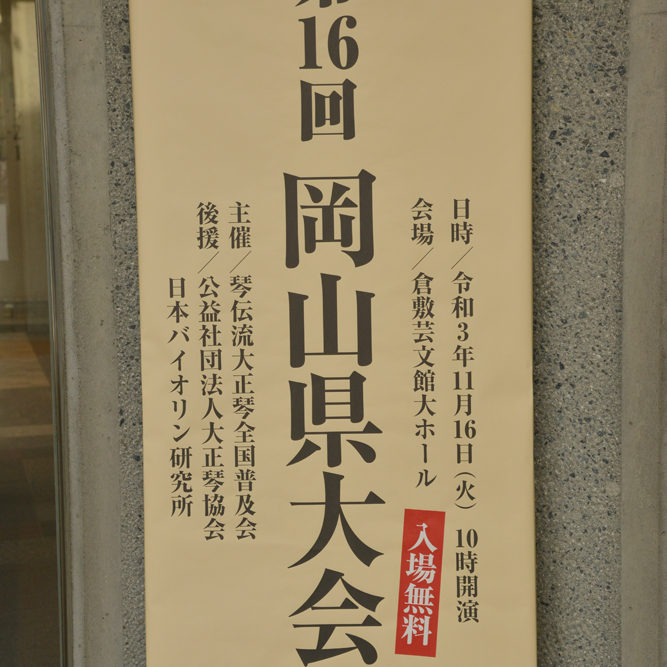 日時／令和3年11月16日（火） 10時開演
会場／倉敷芸文館大ホール
入場無料
第16回 岡山県大会
主催／琴伝流大正琴全国普及会
後援／公益社団法人大正琴協会
日本バイオリン研究所